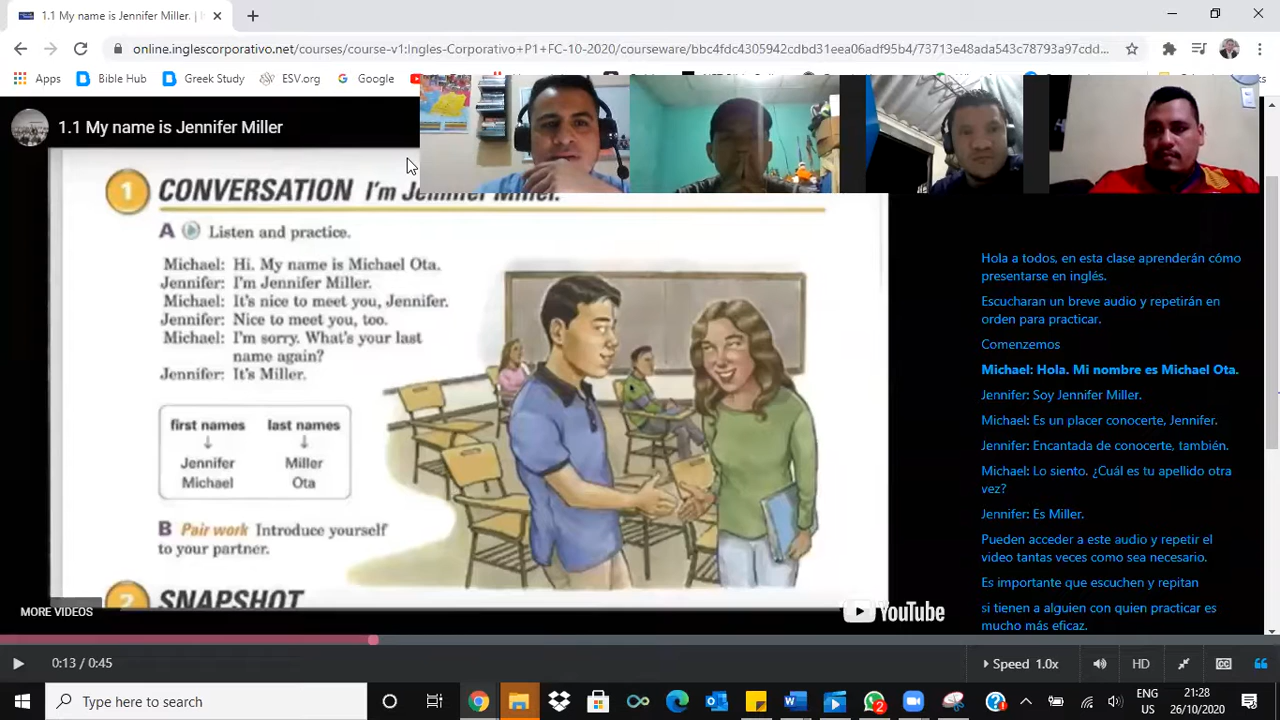 1.1 My name is Jennifer Miller. |
online.inglescorporativo.net/courses/course-v1:Ingles-Corporativo+P1+FC-10-2020/courseware/bbc4fdc4305942cdbd31eea06adf95b4/73713e48ada543c78793a97cdd...
Apps Bible Hub Greek Study ESV.org Google
1.1 My name is Jennifer Miller
1 CONVERSATION I'm Jennifer Miller.
A Listen and practice.
Michael: Hi. My name is Michael Ota.
Jennifer: I'm Jennifer Miller.
Michael: It's nice to meet you, Jennifer.
Jennifer: Nice to meet you, too.
Michael: I'm sorry. What's your last
name again?
Jennifer: It's Miller.
first names last names
Jennifer Miller
Michael Ota
B Pair work Introduce yourself
to your partner.
2 SNAPSHOT
MORE VIDEOS
YouTube
Hola a todos, en esta clase aprenderán cómo
presentarse en inglés.
Escucharan un breve audio y repetirán en
orden para practicar.
Comenzemos
Michael: Hola. Mi nombre es Michael Ota.
Jennifer: Soy Jennifer Miller.
Michael: Es un placer conocerte, Jennifer.
Jennifer: Encantada de conocerte, también.
Michael: Lo siento. ¿Cuál es tu apellido otra
vez?
Jennifer: Es Miller.
Pueden acceder a este audio y repetir el
video tantas veces como sea necesario.
Es importante que escuchen y repitan
si tienen a alguien con quien practicar es
mucho más eficaz.
0:13 / 0:45
Speed 1.0x
HD
Type here to search
2
ENG
US
21:28
26/10/2020